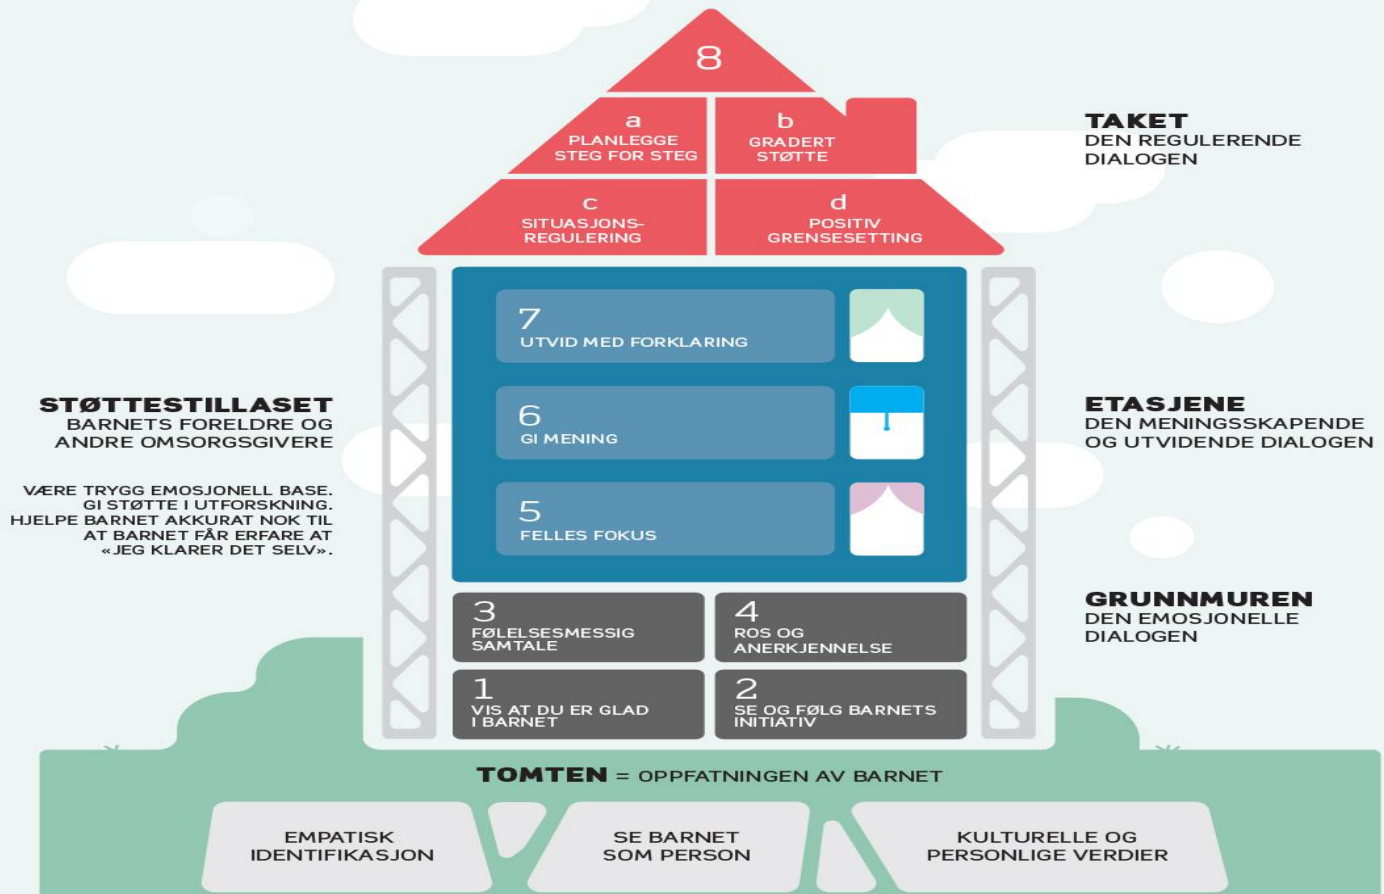 8
a
PLANLEGGE
STEG FOR STEG
b
GRADERT
STØTTE
c
SITUASJONS–
REGULERING
d
POSITIV
GRENSESETTING
TAKET
DEN REGULERENDE
DIALOGEN
7
UTVID MED FORKLARING
6
GI MENING
5
FELLES FOKUS
STØTTESTILLASET
BARNETS FORELDRE OG
ANDRE OMSORGSGIVERE
VÆRE TRYGG EMOSJONELL BASE.
GI STØTTE I UTFORSKNING.
HJELPE BARNET AKKURAT NOK TIL
AT BARNET FÅR ERFARE AT
«JEG KLARER DET SELV».
ETASJENE
DEN MENINGSSKAPENDE
OG UTVIDENDE DIALOGEN
3
FØLELSESMESSIG
SAMTALE
4
ROS OG
ANERKJENNELSE
1
VIS AT DU ER GLAD
I BARNET
2
SE OG FØLG BARNETS
INITIATIV
GRUNNMUREN
DEN EMOSJONELLE
DIALOGEN
TOMTEN = OPPFATNINGEN AV BARNET
EMPATISK
IDENTIFIKASJON
SE BARNET
SOM PERSON
KULTURELLE OG
PERSONLIGE VERDIER